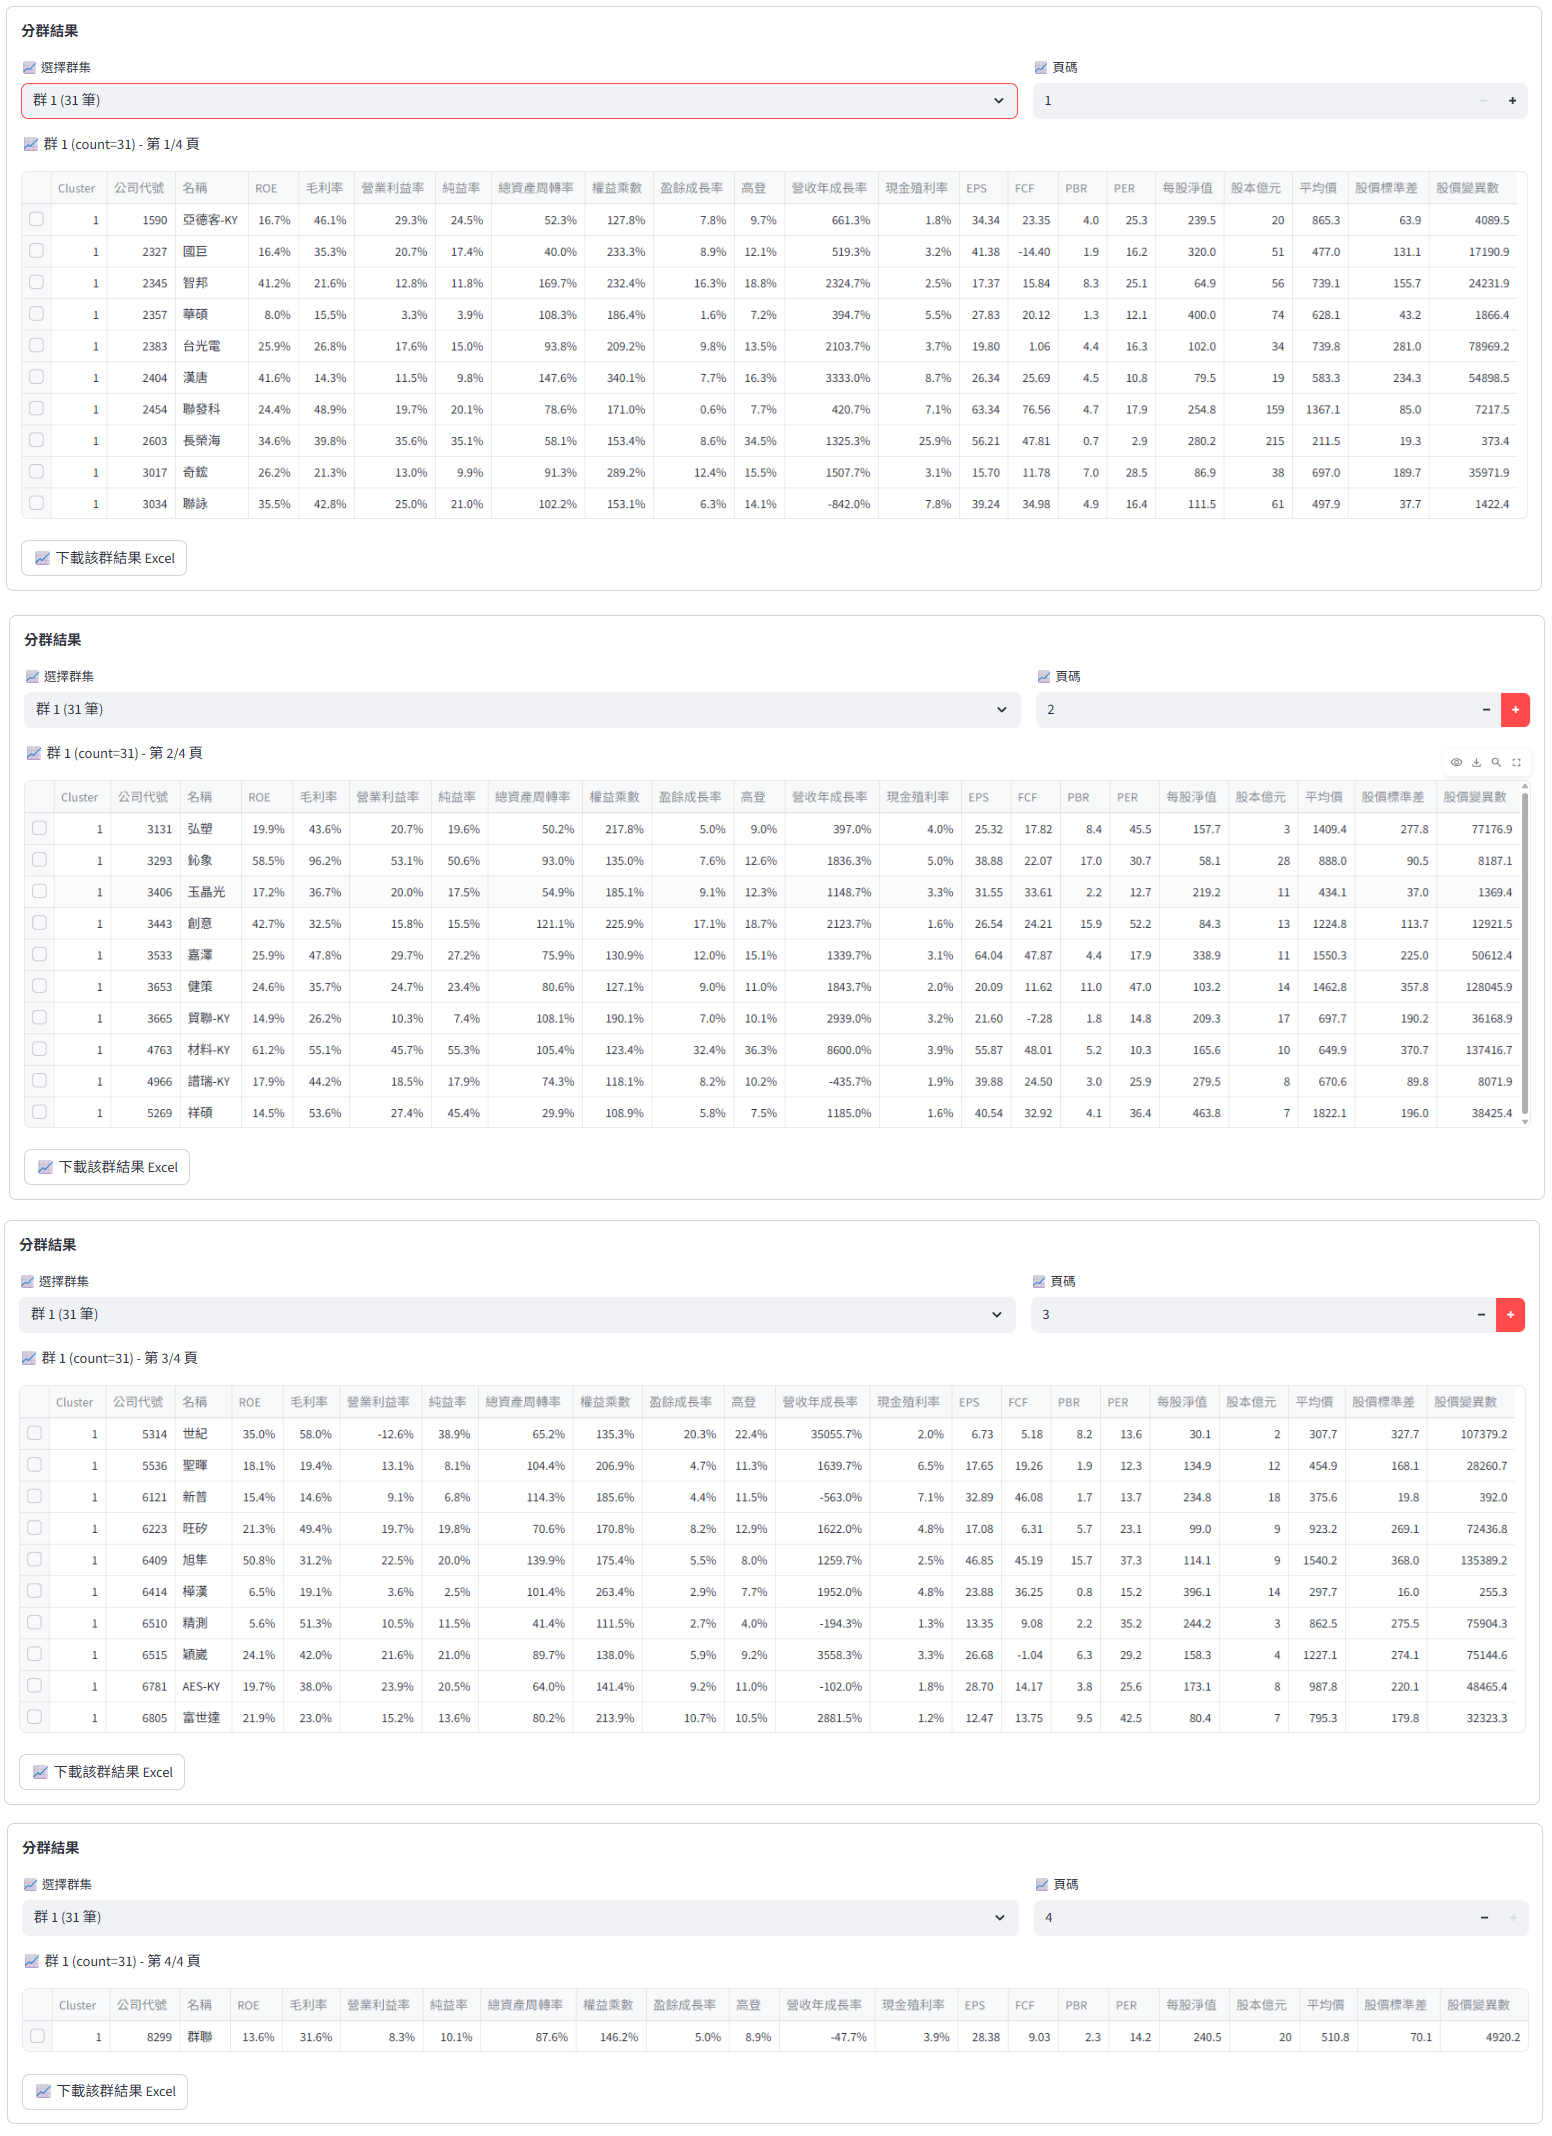 分群結果
選擇群集 頁碼
群 1 (31 筆) 1
群 1 (count=31) - 第 1/4 頁
Cluster 公司代號 名稱 ROE 毛利率 營業利益率 純益率 總資產周轉率 權益乘數 盈餘成長率 高登 營收年成長率 現金殖利率 EPS FCF PBR PER 每股淨值 股本億元 平均價 股價標準差 股價變異數
1 1590 亞德客-KY 16.7% 46.1% 29.3% 24.5% 52.3% 127.8% 7.8% 9.7% 661.3% 1.8% 34.34 23.35 4.0 25.3 239.5 20 865.3 63.9 4089.5
1 2327 國巨 16.4% 35.3% 20.7% 17.4% 40.0% 233.3% 8.9% 12.1% 519.3% 3.2% 41.38 -14.40 1.9 16.2 320.0 51 477.0 131.1 17190.9
1 2345 智邦 41.2% 21.6% 12.8% 11.8% 169.7% 232.4% 16.3% 18.8% 2324.7% 2.5% 17.37 15.84 8.3 25.1 64.9 56 739.1 155.7 24231.9
1 2357 華碩 8.0% 15.5% 3.3% 3.9% 108.3% 186.4% 1.6% 7.2% 394.7% 5.5% 27.83 20.12 1.3 12.1 400.0 74 628.1 43.2 1866.4
1 2383 台光電 25.9% 26.8% 17.6% 15.0% 93.8% 209.2% 9.8% 13.5% 2103.7% 3.7% 19.80 1.06 4.4 16.3 102.0 34 739.8 281.0 78969.2
1 2404 漢唐 41.6% 14.3% 11.5% 9.8% 147.6% 340.1% 7.7% 16.3% 3333.0% 8.7% 26.34 25.69 4.5 10.8 79.5 19 583.3 234.3 54898.5
1 2454 聯發科 24.4% 48.9% 19.7% 20.1% 78.6% 171.0% 0.6% 7.7% 420.7% 7.1% 63.34 76.56 4.7 17.9 254.8 159 1367.1 85.0 7217.5
1 2603 長榮海 34.6% 39.8% 35.6% 35.1% 58.1% 153.4% 8.6% 34.5% 1325.3% 25.9% 56.21 47.81 0.7 2.9 280.2 215 211.5 19.3 373.4
1 3017 奇鋐 26.2% 21.3% 13.0% 9.9% 91.3% 289.2% 12.4% 15.5% 1507.7% 3.1% 15.70 11.78 7.0 28.5 86.9 38 697.0 189.7 35971.9
1 3034 聯詠 35.5% 42.8% 25.0% 21.0% 102.2% 153.1% 6.3% 14.1% -842.0% 7.8% 39.24 34.98 4.9 16.4 111.5 61 497.9 37.7 1422.4
下載該群結果 Excel
分群結果
選擇群集 頁碼
群 1 (31 筆) 2
群 1 (count=31) - 第 2/4 頁
Cluster 公司代號 名稱 ROE 毛利率 營業利益率 純益率 總資產周轉率 權益乘數 盈餘成長率 高登 營收年成長率 現金殖利率 EPS FCF PBR PER 每股淨值 股本億元 平均價 股價標準差 股價變異數
1 3131 弘塑 19.9% 43.6% 20.7% 19.6% 50.2% 217.8% 5.0% 9.0% 397.0% 4.0% 25.32 17.82 8.4 45.5 157.7 3 1409.4 277.8 77176.9
1 3293 鈊象 58.5% 96.2% 53.1% 50.6% 93.0% 135.0% 7.6% 12.6% 1836.3% 5.0% 38.88 22.07 17.0 30.7 58.1 28 888.0 90.5 8187.1
1 3406 玉晶光 17.2% 36.7% 20.0% 17.5% 54.9% 185.1% 9.1% 12.3% 1148.7% 3.3% 31.55 33.61 2.2 12.7 219.2 11 434.1 37.0 1369.4
1 3443 創意 42.7% 32.5% 15.8% 15.5% 121.1% 225.9% 17.1% 18.7% 2123.7% 1.6% 26.54 24.21 15.9 52.2 84.3 13 1224.8 113.7 12921.5
1 3533 嘉澤 25.9% 47.8% 29.7% 27.2% 75.9% 130.9% 12.0% 15.1% 1339.7% 3.1% 64.04 47.87 4.4 17.9 338.9 11 1550.3 225.0 50612.4
1 3653 健策 24.6% 35.7% 24.7% 23.4% 80.6% 127.1% 9.0% 11.0% 1843.7% 2.0% 20.09 11.62 11.0 47.0 103.2 14 1462.8 357.8 128045.9
1 3665 貿聯-KY 14.9% 26.2% 10.3% 7.4% 108.1% 190.1% 7.0% 10.1% 2939.0% 3.2% 21.60 -7.28 1.8 14.8 209.3 17 697.7 190.2 36168.9
1 4763 材料-KY 61.2% 55.1% 45.7% 55.3% 105.4% 123.4% 32.4% 36.3% 8600.0% 3.9% 55.87 48.01 5.2 10.3 165.6 10 649.9 370.7 137416.7
1 4966 譜瑞-KY 17.9% 44.2% 18.5% 17.9% 74.3% 118.1% 8.2% 10.2% -435.7% 1.9% 39.88 24.50 3.0 25.9 279.5 8 670.6 89.8 8071.9
1 5269 祥碩 14.5% 53.6% 27.4% 45.4% 29.9% 108.9% 5.8% 7.5% 1185.0% 1.6% 40.54 32.92 4.1 36.4 463.8 7 1822.1 196.0 38425.4
下載該群結果 Excel
分群結果
選擇群集 頁碼
群 1 (31 筆) 3
群 1 (count=31) - 第 3/4 頁
Cluster 公司代號 名稱 ROE 毛利率 營業利益率 純益率 總資產周轉率 權益乘數 盈餘成長率 高登 營收年成長率 現金殖利率 EPS FCF PBR PER 每股淨值 股本億元 平均價 股價標準差 股價變異數
1 5314 世紀 35.0% 58.0% -12.6% 38.9% 65.2% 135.3% 20.3% 22.4% 35055.7% 2.0% 6.73 5.18 8.2 13.6 30.1 2 307.7 327.7 107379.2
1 5536 聖暉 18.1% 19.4% 13.1% 8.1% 104.4% 206.9% 4.7% 11.3% 1639.7% 6.5% 17.65 19.26 1.9 12.3 134.9 12 454.9 168.1 28260.7
1 6121 新普 15.4% 14.6% 9.1% 6.8% 114.3% 185.6% 4.4% 11.5% -563.0% 7.1% 32.89 46.08 1.7 13.7 234.8 18 375.6 19.8 392.0
1 6223 旺矽 21.3% 49.4% 19.7% 19.8% 70.6% 170.8% 8.2% 12.9% 1622.0% 4.8% 17.08 6.31 5.7 23.1 99.0 9 923.2 269.1 72436.8
1 6409 旭隼 50.8% 31.2% 22.5% 20.0% 139.9% 175.4% 5.5% 8.0% 1259.7% 2.5% 46.85 45.19 15.7 37.3 114.1 9 1540.2 368.0 135389.2
1 6414 樺漢 6.5% 19.1% 3.6% 2.5% 101.4% 263.4% 2.9% 7.7% 1952.0% 4.8% 23.88 36.25 0.8 15.2 396.1 14 297.7 16.0 255.3
1 6510 精測 5.6% 51.3% 10.5% 11.5% 41.4% 111.5% 2.7% 4.0% -194.3% 1.3% 13.35 9.08 2.2 35.2 244.2 3 862.5 275.5 75904.3
1 6515 穎崴 24.1% 42.0% 21.6% 21.0% 89.7% 138.0% 5.9% 9.2% 3558.3% 3.3% 26.68 -1.04 6.3 29.2 158.3 4 1227.1 274.1 75144.6
1 6781 AES-KY 19.7% 38.0% 23.9% 20.5% 64.0% 141.4% 9.2% 11.0% -102.0% 1.8% 28.70 14.17 3.8 25.6 173.1 8 987.8 220.1 48465.4
1 6805 富世達 21.9% 23.0% 15.2% 13.6% 80.2% 213.9% 10.7% 10.5% 2881.5% 1.2% 12.47 13.75 9.5 42.5 80.4 7 795.3 179.8 32323.3
下載該群結果 Excel
分群結果
選擇群集 頁碼
群 1 (31 筆) 4
群 1 (count=31) - 第 4/4 頁
Cluster 公司代號 名稱 ROE 毛利率 營業利益率 純益率 總資產周轉率 權益乘數 盈餘成長率 高登 營收年成長率 現金殖利率 EPS FCF PBR PER 每股淨值 股本億元 平均價 股價標準差 股價變異數
1 8299 群聯 13.6% 31.6% 8.3% 10.1% 87.6% 146.2% 5.0% 8.9% -47.7% 3.9% 28.38 9.03 2.3 14.2 240.5 20 510.8 70.1 4920.2
下載該群結果 Excel